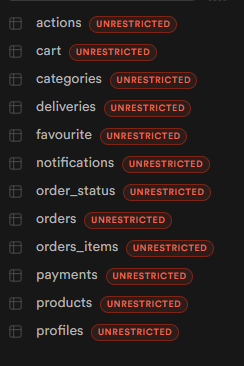 actions UNRESTRICTED
cart UNRESTRICTED
categories UNRESTRICTED
deliveries UNRESTRICTED
favourite UNRESTRICTED
notifications UNRESTRICTED
order_status UNRESTRICTED
orders UNRESTRICTED
orders_items UNRESTRICTED
payments UNRESTRICTED
products UNRESTRICTED
profiles UNRESTRICTED